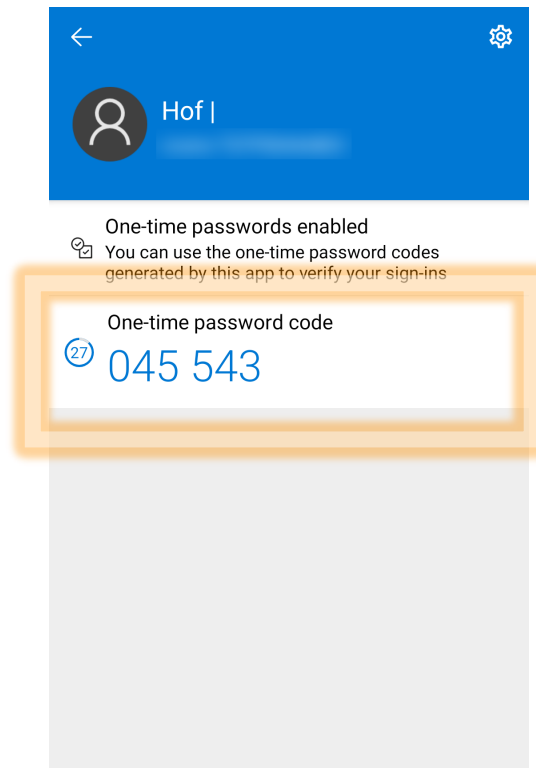 Hof |
One-time passwords enabled
You can use the one-time password codes
generated by this app to verify your sign-ins
One-time password code
27
045 543